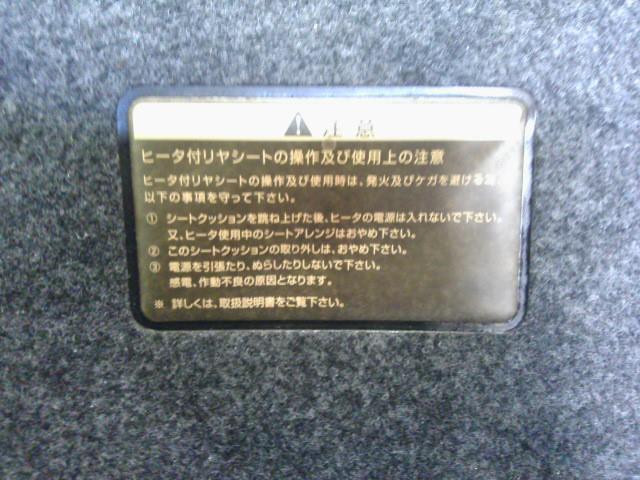 注意
ヒータ付リヤシートの操作及び使用上の注意
ヒータ付リヤシートの操作及び使用時は、発火及びケガを避ける為、
以下の事項を守って下さい。
① シートクッションを跳ね上げた後、ヒータの電源は入れないで下さい。
又、ヒータ使用中のシートアレンジはおやめ下さい。
② このシートクッションの取り外しは、おやめ下さい。
③ 電源を引張たり、ぬらしたりしないで下さい。
感電、作動不良の原因となります。
※ 詳しくは、取扱説明書をご覧下さい。